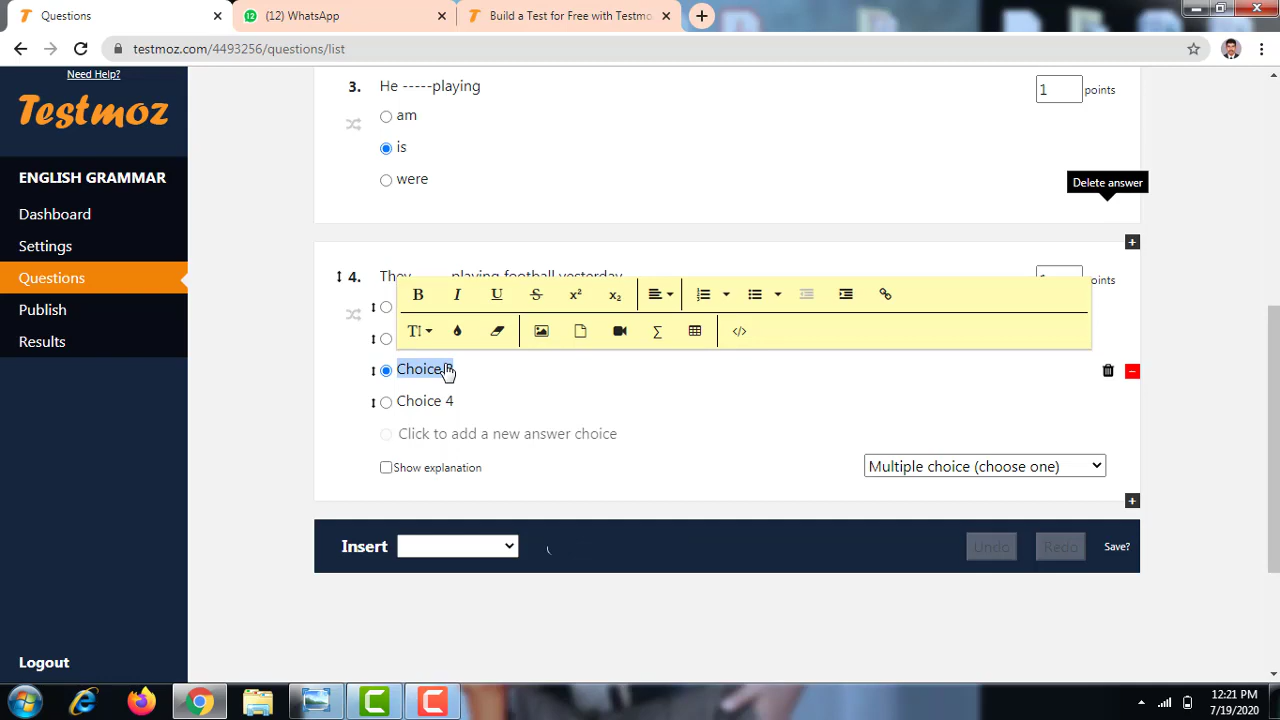 Questions
(12) WhatsApp
Build a Test for Free with Testmo
testmoz.com/4493256/questions/list
Need Help?
Testmoz
ENGLISH GRAMMAR
Dashboard
Settings
Questions
Publish
Results
Logout
3. He -----playing
1 points
am
is
were
Delete answer
4. They playing football yesterday
points
B I U S x² x₂
T
Σ
</>
Choice
Choice 4
Click to add a new answer choice
Show explanation
Multiple choice (choose one)
Insert
Undo
Redo
Save?
12:21 PM
7/19/2020